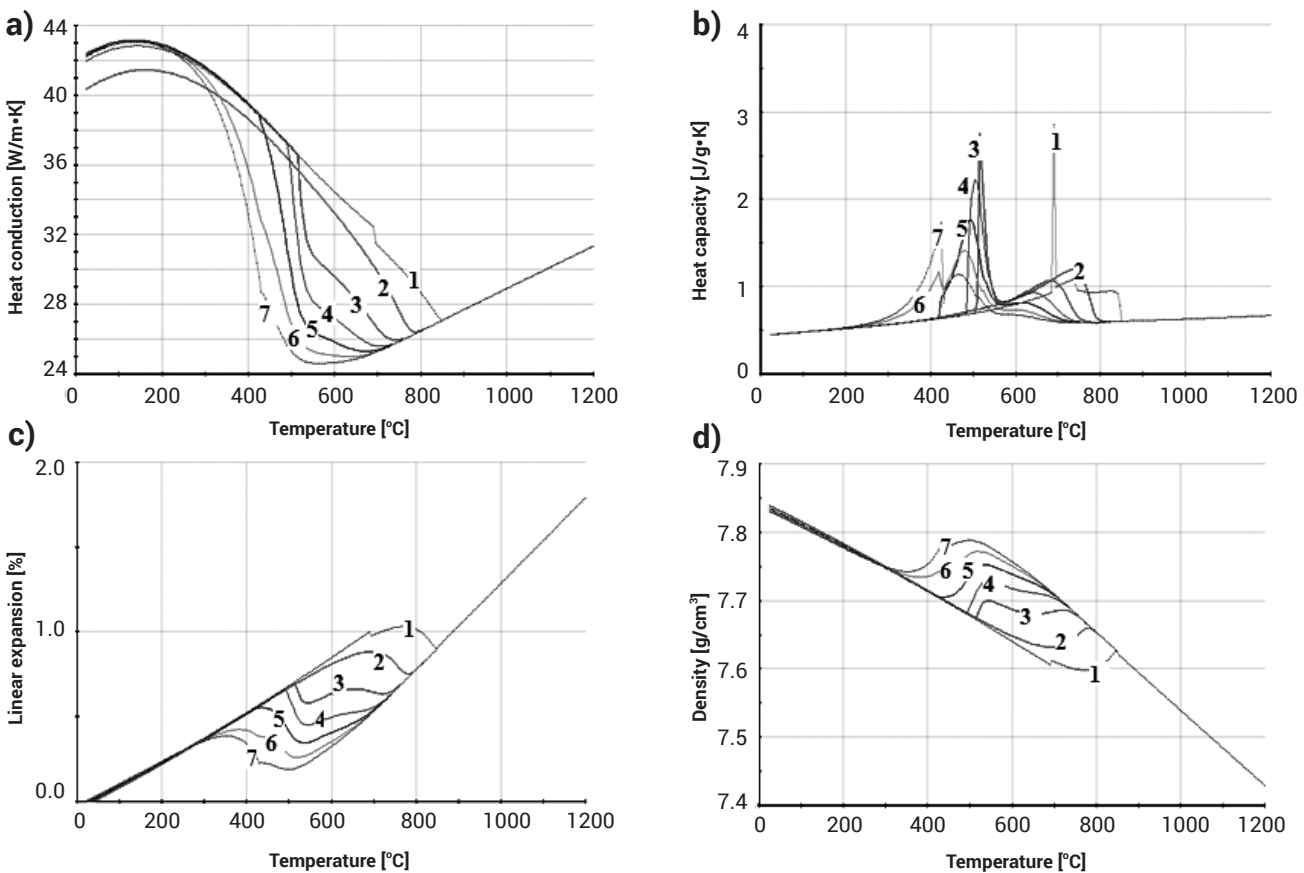 a)
Heat conduction [W/m•K]
44
40
36
32
28
24
1
2
3
4
5
6
7
0 200 400 600 800 1000 1200
Temperature [°C]
b)
Heat capacity [J/g•K]
4
3
2
1
0
1
3
4
5
7
2
6
0 200 400 600 800 1000 1200
Temperature [°C]
c)
Linear expansion [%]
2.0
1.0
0.0
1
2
3
5 4
6
7
0 200 400 600 800 1000 1200
Temperature [°C]
d)
Density [g/cm³]
7.9
7.8
7.7
7.6
7.5
7.4
7
6 5
4
3
2
1
0 200 400 600 800 1000 1200
Temperature [°C]